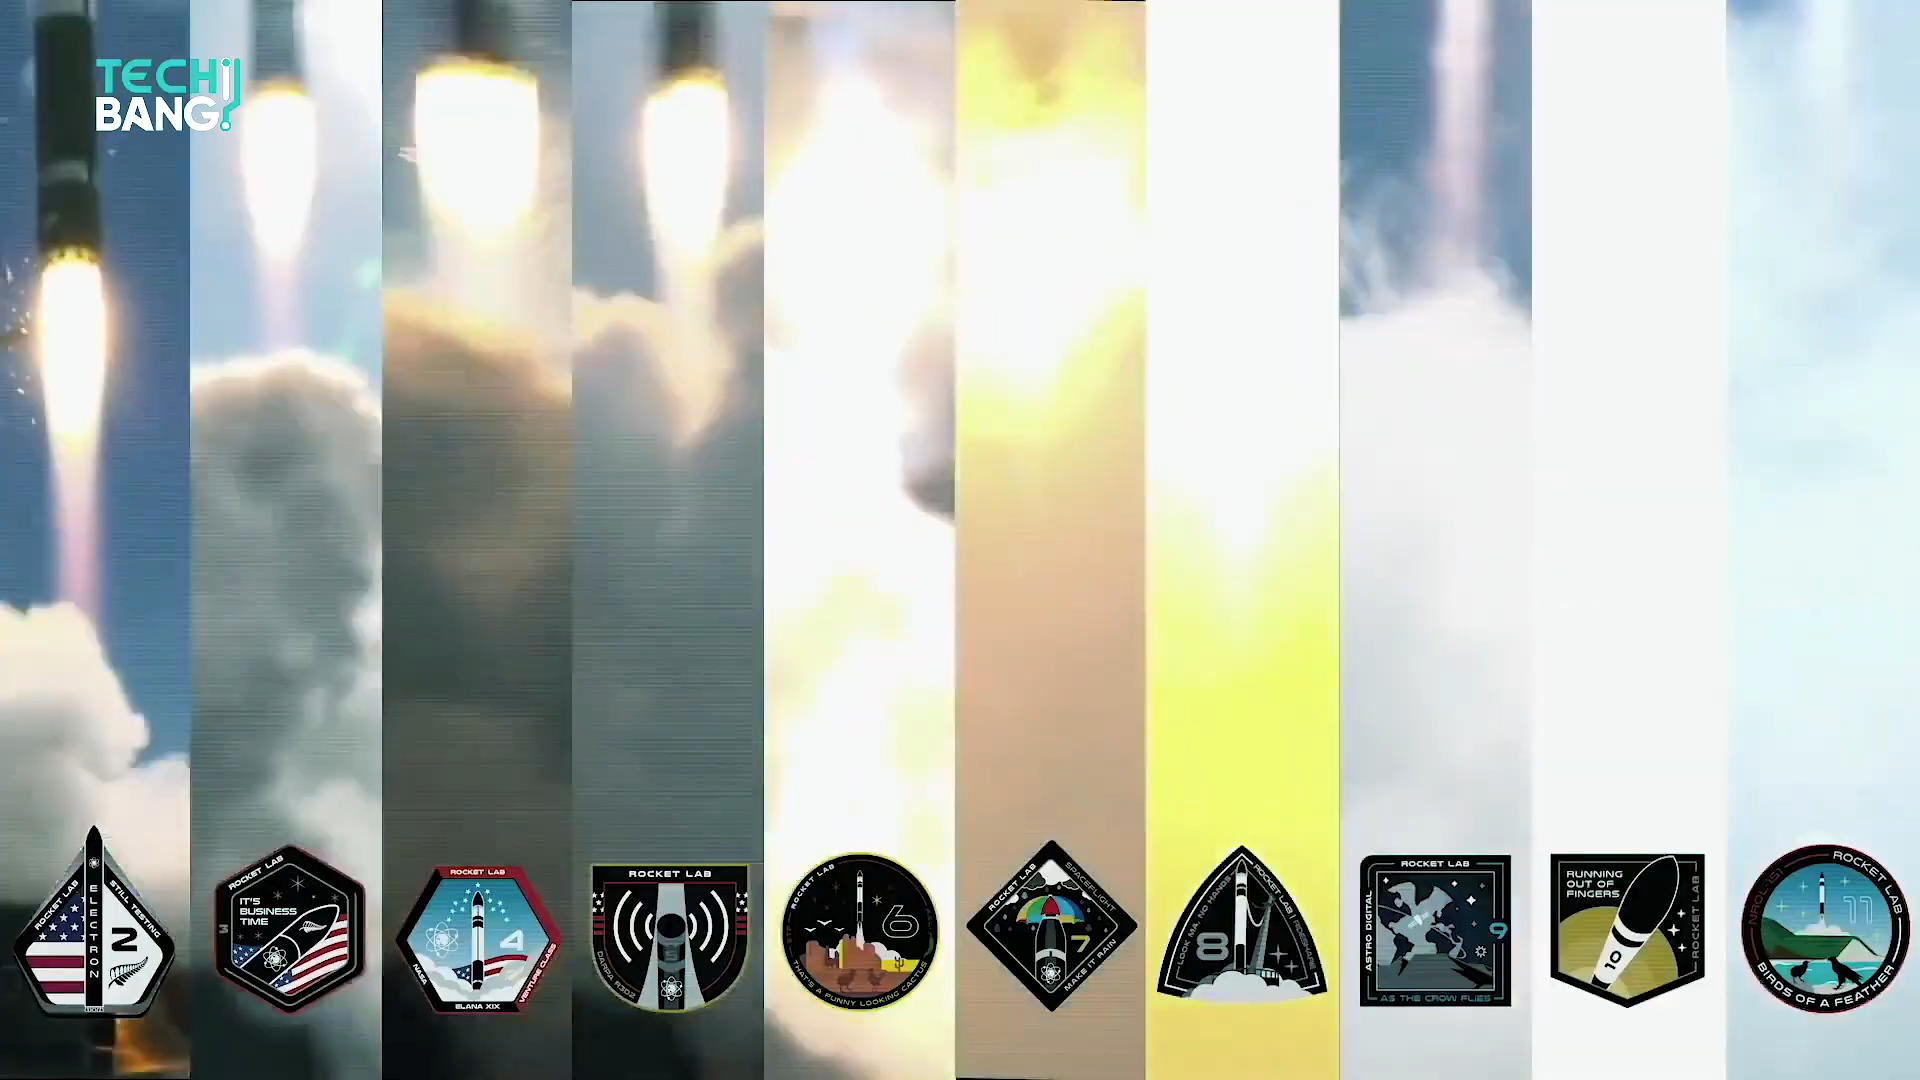 TECH
BANG!
ROCKET LAB
ELECTRON
STILL TESTING
2
ROCKET LAB
IT'S
BUSINESS
TIME
3
ROCKET LAB
4
NASA
VENTURE CLASS
ELANA XIX
ROCKET LAB
DARPA R3D2
5
ROCKET LAB
6
THAT'S A FUNNY LOOKING CACTUS
ROCKET LAB
SPACEFLIGHT
7
MAKE IT RAIN
LOOK MA NO HANDS
ROCKET LAB
8
ROCKET LAB
ASTRO DIGITAL
9
AS THE CROW FLIES
RUNNING
OUT OF
FINGERS
10
ROCKET LAB
NROL-151
ROCKET LAB
11
BIRDS OF A FEATHER